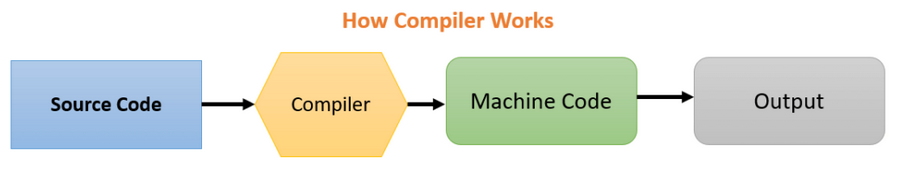 How Compiler Works
Source Code
Compiler
Machine Code
Output